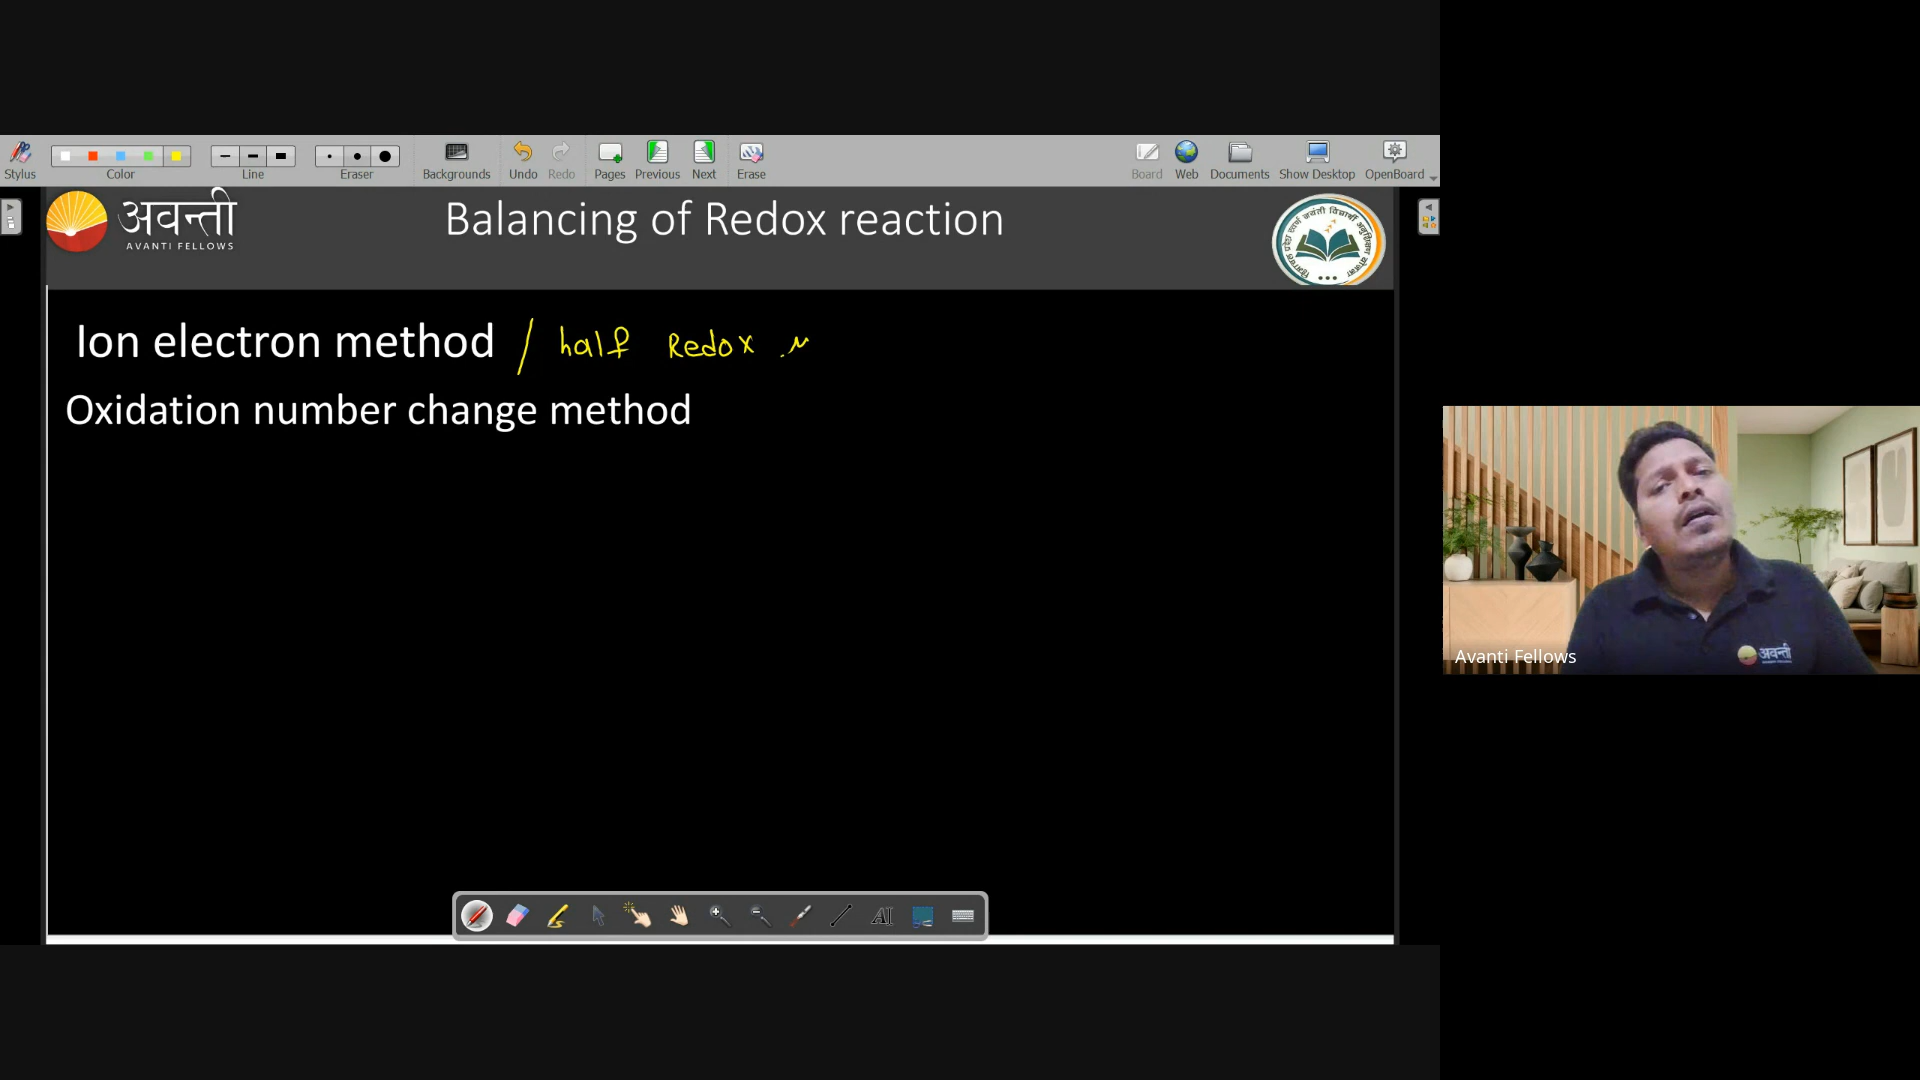 Stylus Color Line Eraser Backgrounds Undo Redo Pages Previous Next Erase Board Web Documents Show Desktop OpenBoard
अवन्ती
AVANTI FELLOWS
Balancing of Redox reaction
Ion electron method / half Redox
Oxidation number change method
अवन्ती
Avanti Fellows